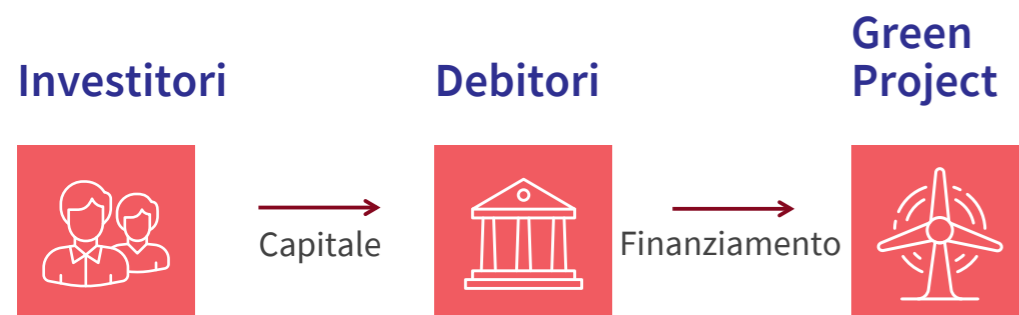 Investitori
Debitori
Green
Project
Capitale
Finanziamento